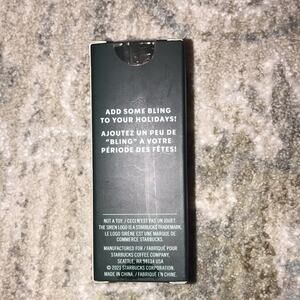 ADD SOME BLING
TO YOUR HOLIDAYS!
AJOUTEZ UN PEU DE
"BLING" À VOTRE
PÉRIODE DES FÊTES!
NOT A TOY. / CECI N'EST PAS UN JOUET.
THE SIREN LOGO IS A STARBUCKS TRADEMARK.
LE LOGO SIRÈNE EST UNE MARQUE DE
COMMERCE STARBUCKS.
MANUFACTURED FOR / FABRIQUÉ POUR
STARBUCKS COFFEE COMPANY,
SEATTLE, WA 98134 USA
© 2023 STARBUCKS CORPORATION.
MADE IN CHINA. / FABRIQUÉ EN CHINE.